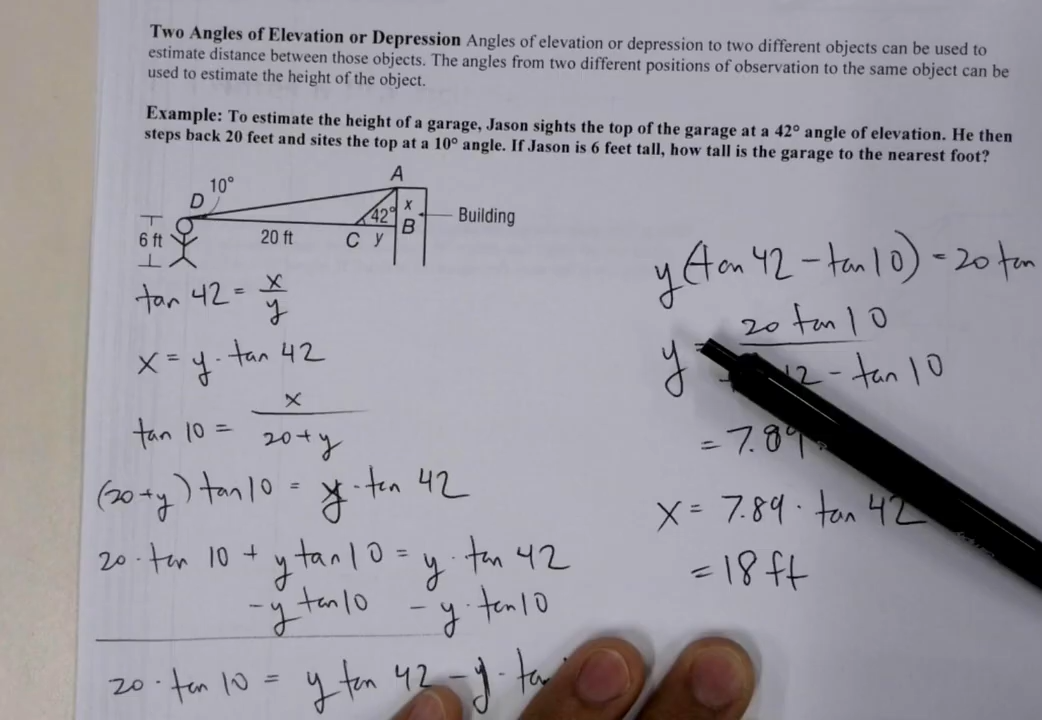 Two Angles of Elevation or Depression Angles of elevation or depression to two different objects can be used to
estimate distance between those objects. The angles from two different positions of observation to the same object can be
used to estimate the height of the object.
Example: To estimate the height of a garage, Jason sights the top of the garage at a 42° angle of elevation. He then
steps back 20 feet and sites the top at a 10° angle. If Jason is 6 feet tall, how tall is the garage to the nearest foot?
A
10°
D
x
42°
Building
B
6 ft
20 ft
C y
tan 42 = x/y
x = y · tan 42
tan 10 = x/(20+y)
(20+y) tan 10 = y · tan 42
20 · tan 10 + y tan 10 = y · tan 42
-y tan 10 - y · tan 10
20 · tan 10 = y tan 42 - y ·
y(tan 42 - tan 10) = 20 tan
20 tan 10
y = - tan 10
= 7.89
x = 7.89 · tan 42
= 18 ft